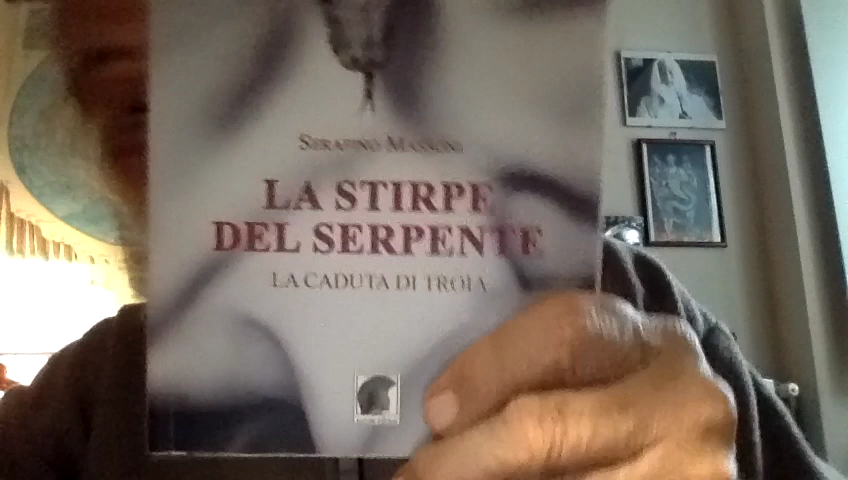 SERAFINO MASSONI
LA STIRPE
DEL SERPENTE
LA CADUTA DI TROIA